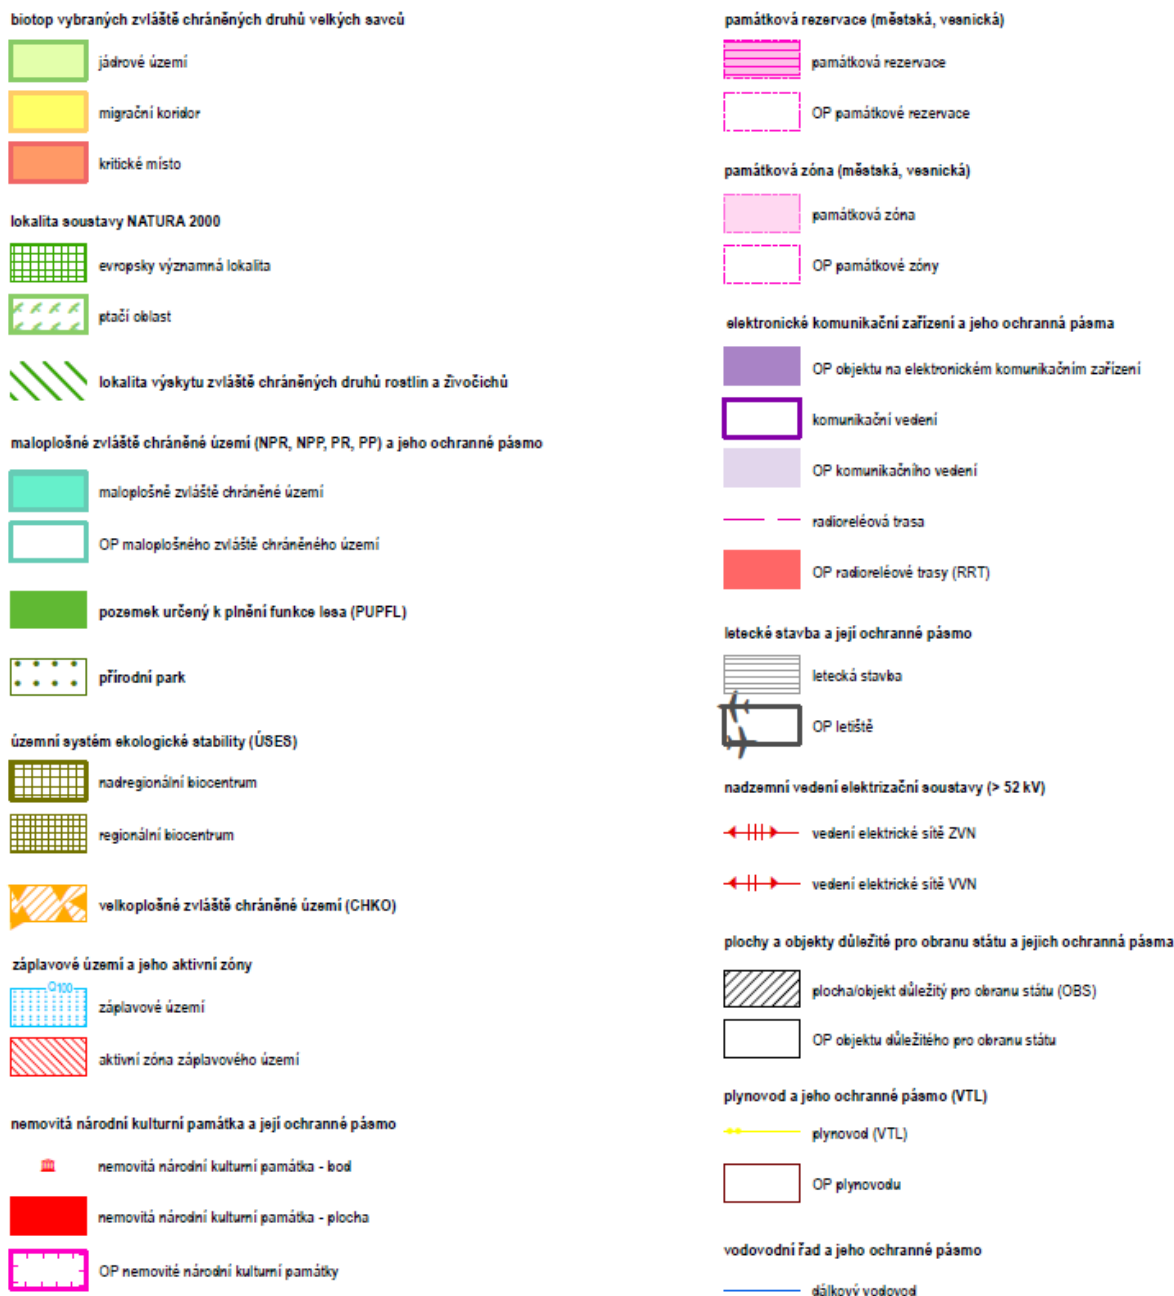 biotop vybraných zvláště chráněných druhů velkých savců
jádrové území
migrační koridor
kritické místo
lokalita soustavy NATURA 2000
evropsky významná lokalita
ptačí oblast
lokalita výskytu zvláště chráněných druhů rostlin a živočichů
maloplošné zvláště chráněné území (NPR, NPP, PR, PP) a jeho ochranné pásmo
maloplošně zvláště chráněné území
OP maloplošného zvláště chráněného území
pozemek určený k plnění funkce lesa (PUPFL)
přírodní park
územní systém ekologické stability (ÚSES)
nadregionální biocentrum
regionální biocentrum
velkoplošné zvláště chráněné území (CHKO)
záplavové území a jeho aktivní zóny
Q100
záplavové území
aktivní zóna záplavového území
nemovitá národní kulturní památka a její ochranné pásmo
nemovitá národní kulturní památka - bod
nemovitá národní kulturní památka - plocha
OP nemovité národní kulturní památky
památková rezervace (městská, vesnická)
památková rezervace
OP památkové rezervace
památková zóna (městská, vesnická)
památková zóna
OP památkové zóny
elektronické komunikační zařízení a jeho ochranná pásma
OP objektu na elektronickém komunikačním zařízení
komunikační vedení
OP komunikačního vedení
radioreléová trasa
OP radioreléové trasy (RRT)
letecké stavba a její ochranné pásmo
letecká stavba
OP letiště
nadzemní vedení elektrizační soustavy (> 52 kV)
vedení elektrické sítě ZVN
vedení elektrické sítě VVN
plochy a objekty důležité pro obranu státu a jejich ochranná pásma
plocha/objekt důležitý pro obranu státu (OBS)
OP objektu důležitého pro obranu státu
plynovod a jeho ochranné pásmo (VTL)
plynovod (VTL)
OP plynovodu
vodovodní řad a jeho ochranné pásmo
dálkový vodovod